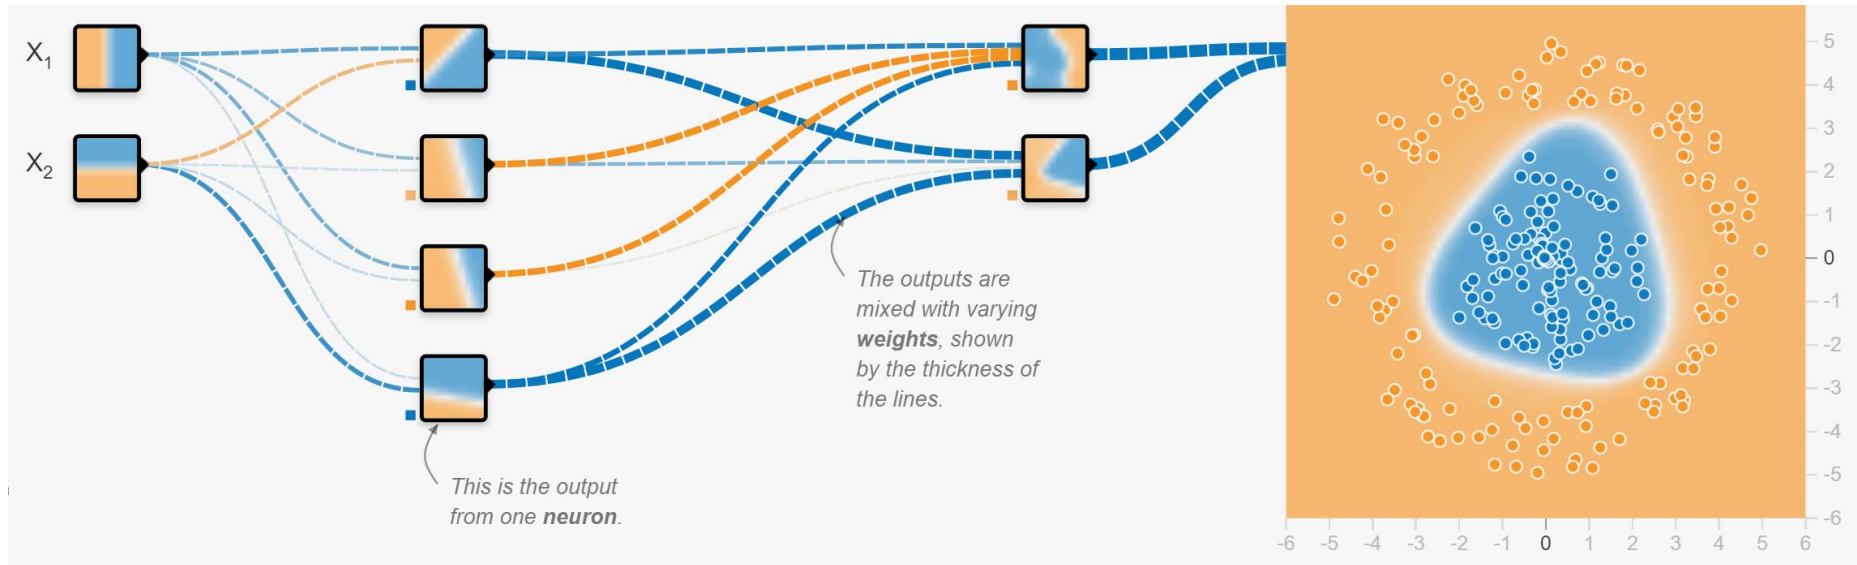 X1
X2
The outputs are
mixed with varying
weights, shown
by the thickness of
the lines.
This is the output
from one neuron.
5
4
3
2
1
0
-1
-2
-3
-4
-5
-6
-6 -5 -4 -3 -2 -1 0 1 2 3 4 5 6